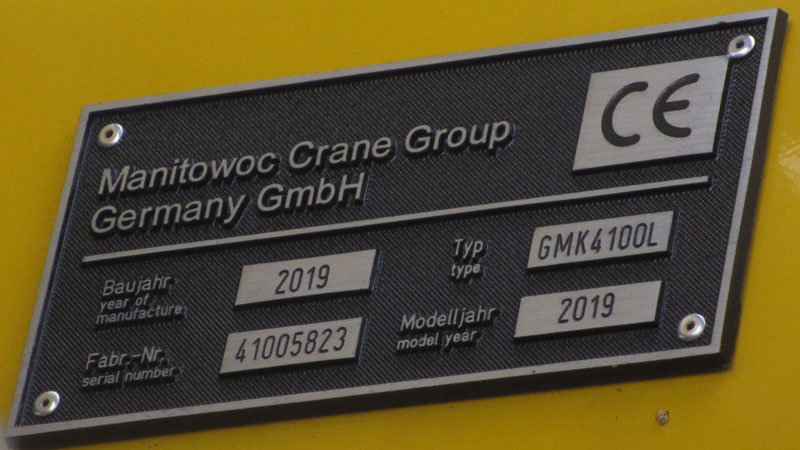 Manitowoc Crane Group
Germany GmbH
CE
Baujahr
year of
manufacture
2019
Typ
type
GMK4100L
Fabr.-Nr.
serial number
41005823
Modelljahr
model year
2019